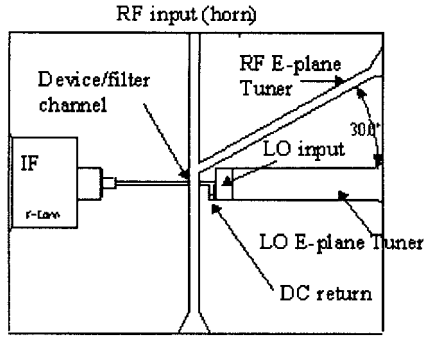 RF input (horn)
RF E-plane
Tuner
Device/filter
channel
30.0°
LO input
IF
LO E-plane Tuner
DC return